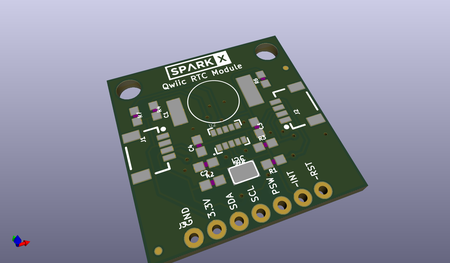 SPARK X
Qwiic RTC Module
GND
3.3V
SDA
SCL
PSW
~INT
~RST